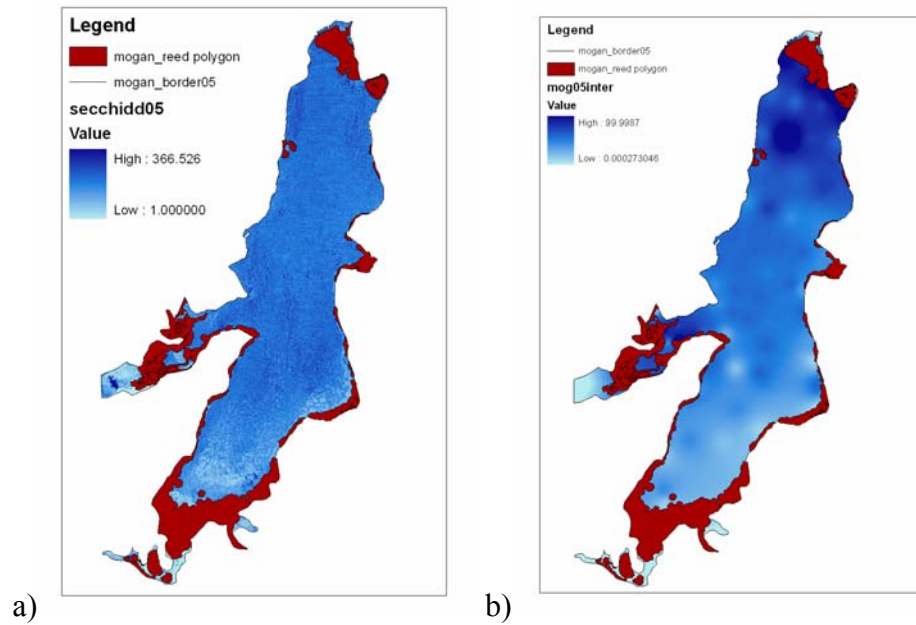 Legend
mogan_reed polygon
mogan_border05
secchidd05
Value
High : 366.526
Low : 1.000000
a)
Legend
mogan_border05
mogan_reed polygon
mog05inter
Value
High : 99.9987
Low : 0.000273046
b)